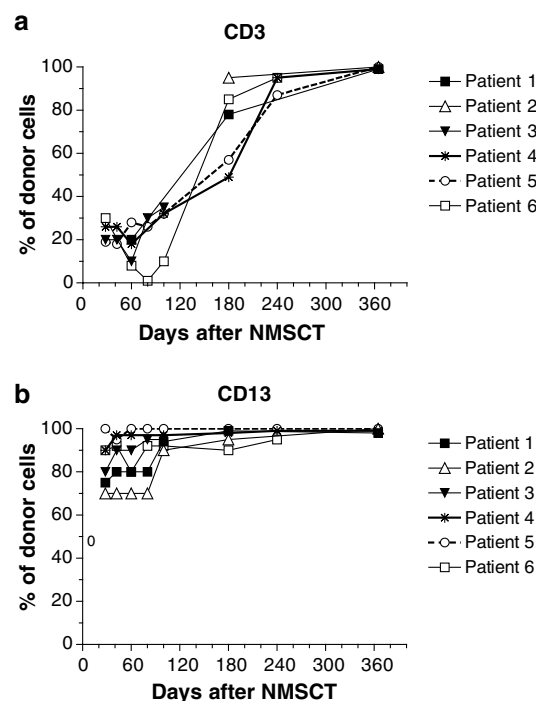 a
CD3
100
80
60
40
20
0
% of donor cells
0 60 120 180 240 300 360
Days after NMSCT
Patient 1
Patient 2
Patient 3
Patient 4
Patient 5
Patient 6
b
CD13
100
80
60
40
20
0
% of donor cells
0
0 60 120 180 240 300 360
Days after NMSCT
Patient 1
Patient 2
Patient 3
Patient 4
Patient 5
Patient 6